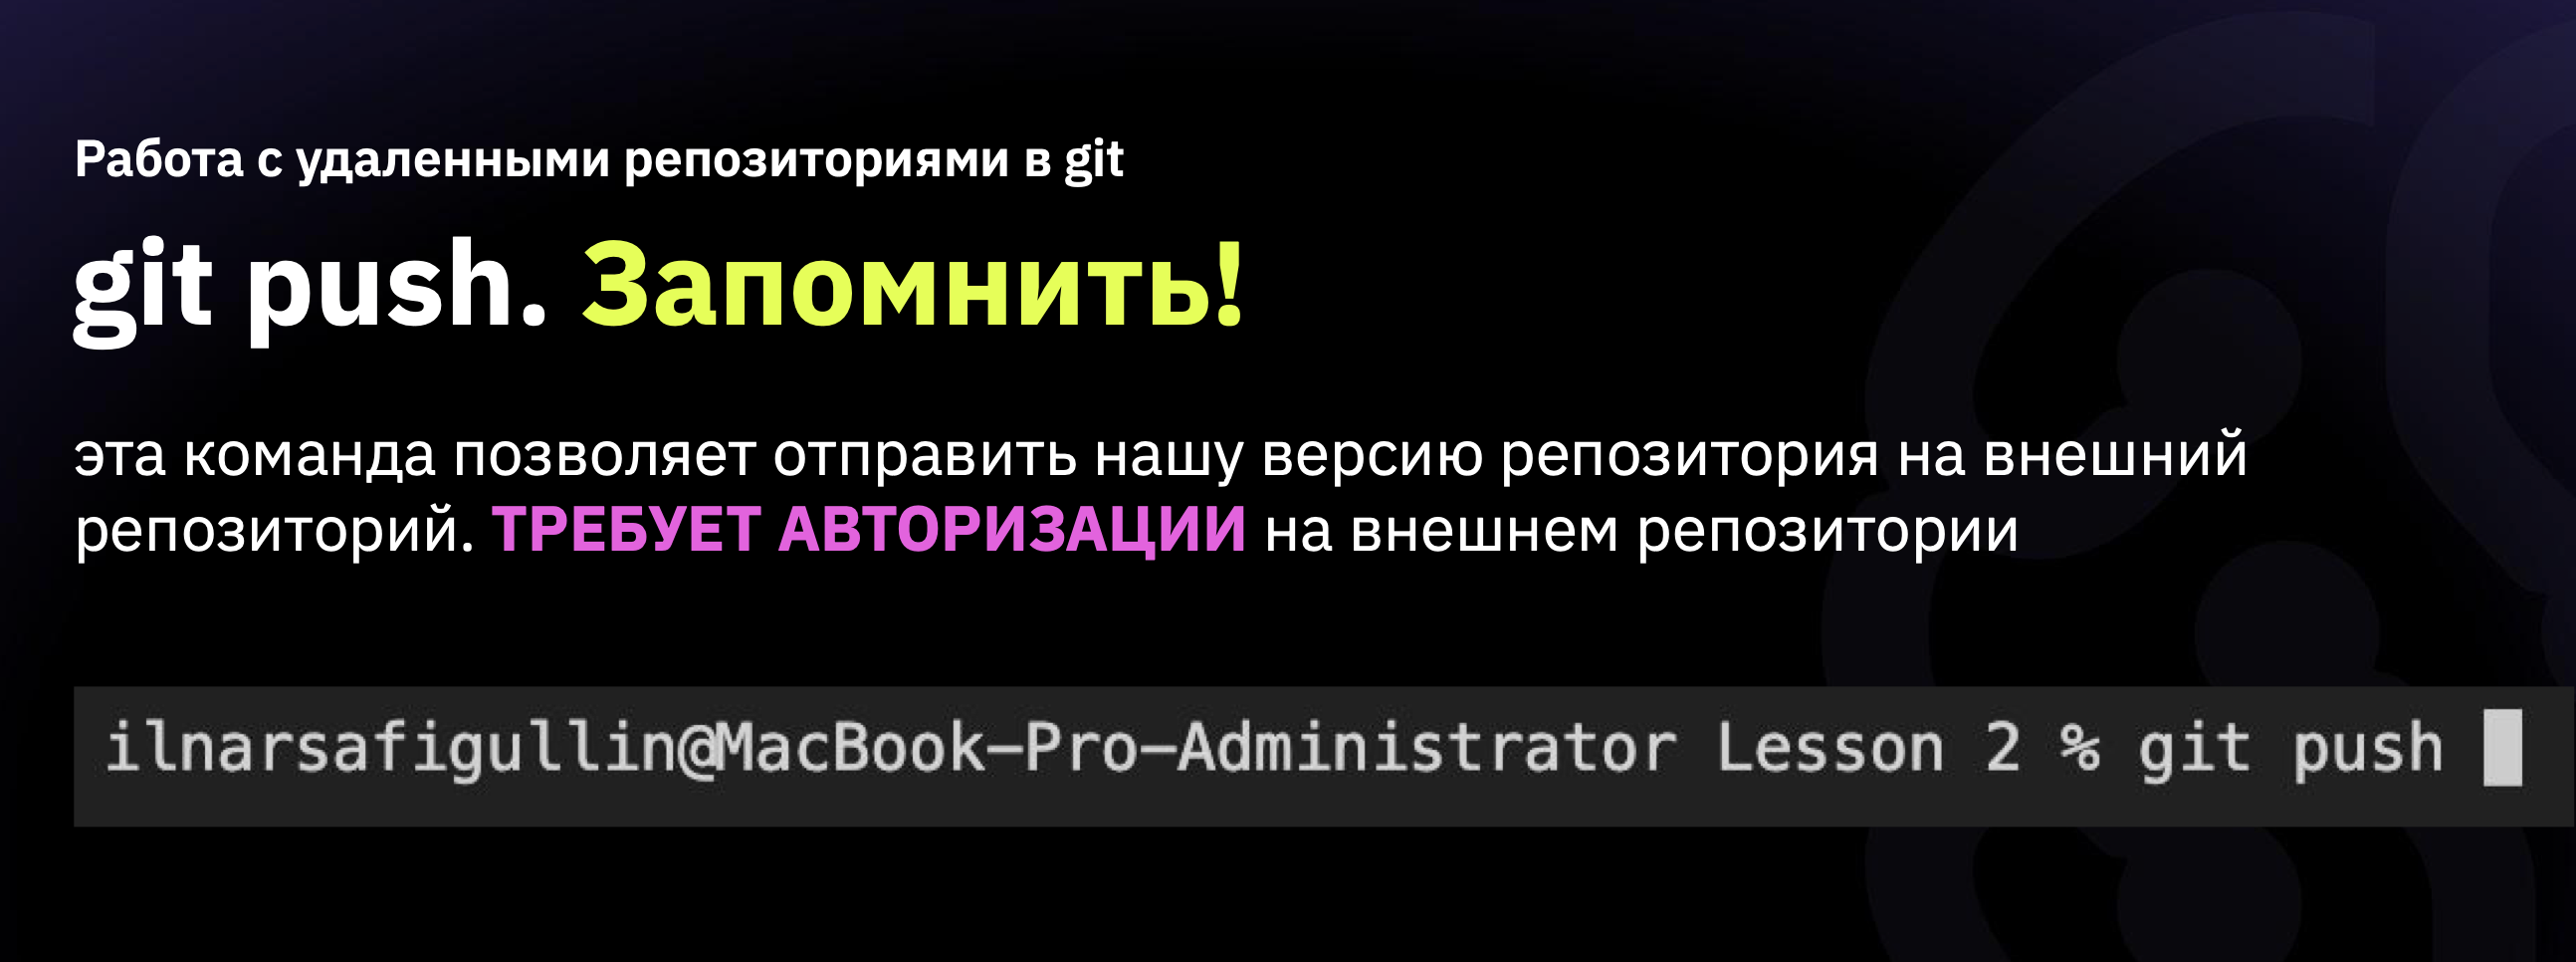 Работа с удаленными репозиториями в git
git push. Запомнить!
эта команда позволяет отправить нашу версию репозитория на внешний
репозиторий. ТРЕБУЕТ АВТОРИЗАЦИИ на внешнем репозитории
ilnarsafigullin@MacBook-Pro-Administrator Lesson 2 % git push